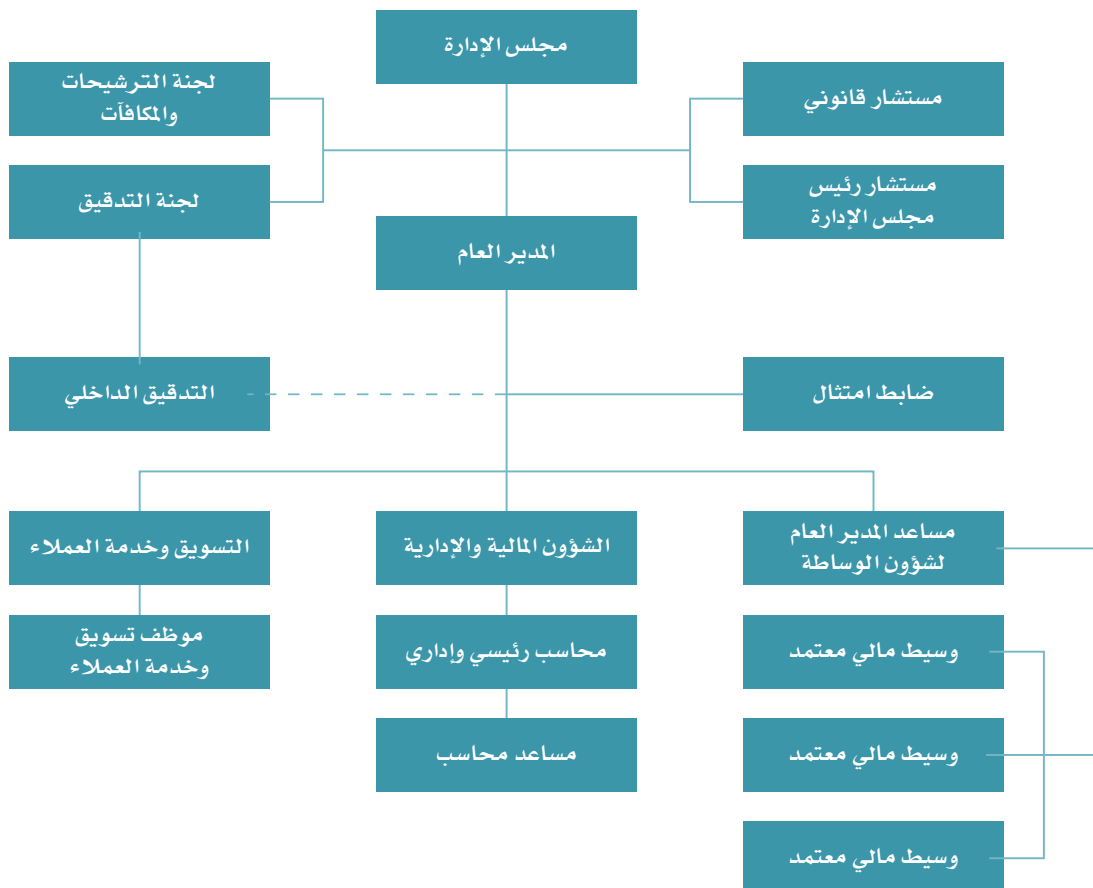 مجلس الإدارة
مستشار قانوني
لجنة الترشيحات
والمكافآت
مستشار رئيس
مجلس الإدارة
لجنة التدقيق
المدير العام
ضابط امتثال
التدقيق الداخلي
مساعد المدير العام
لشؤون الوساطة
الشؤون المالية والإدارية
التسويق وخدمة العملاء
وسيط مالي معتمد
محاسب رئيسي وإداري
موظف تسويق
وخدمة العملاء
وسيط مالي معتمد
مساعد محاسب
وسيط مالي معتمد